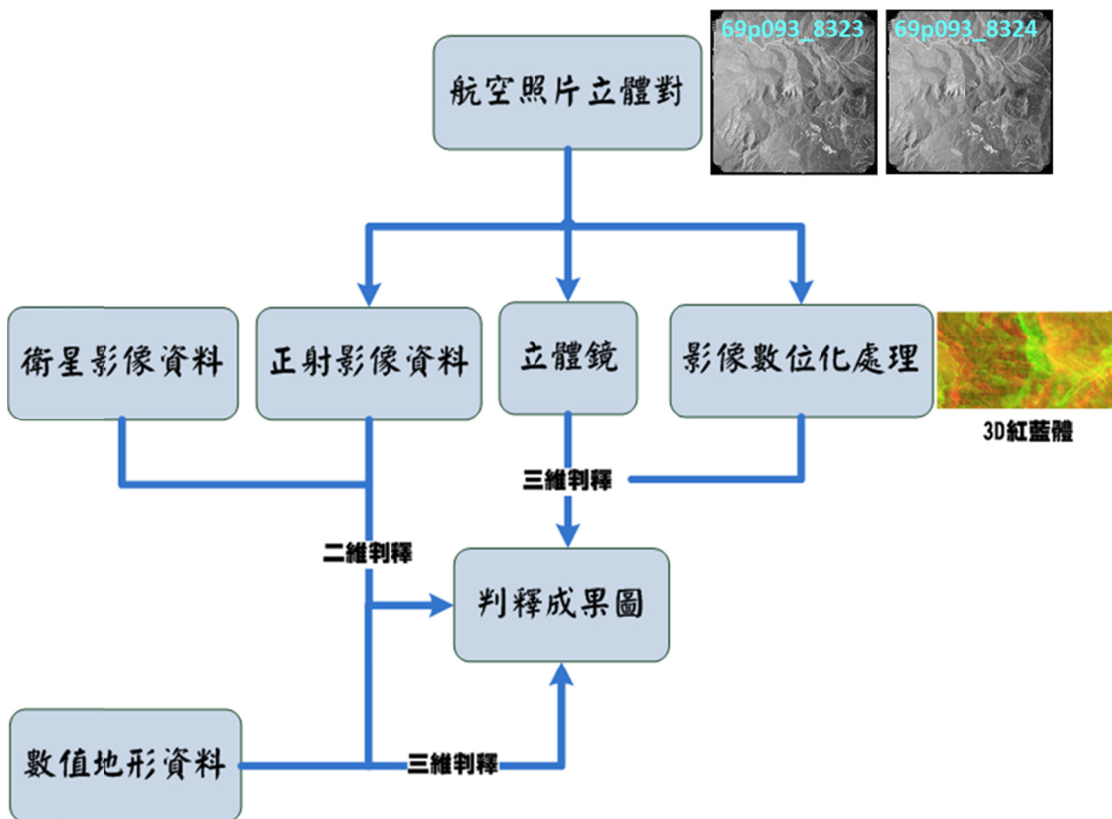 69p093_8323
69p093_8324
航空照片立體對
衛星影像資料
正射影像資料
立體鏡
影像數位化處理
3D紅藍體
三維判釋
二維判釋
判釋成果圖
數值地形資料
三維判釋